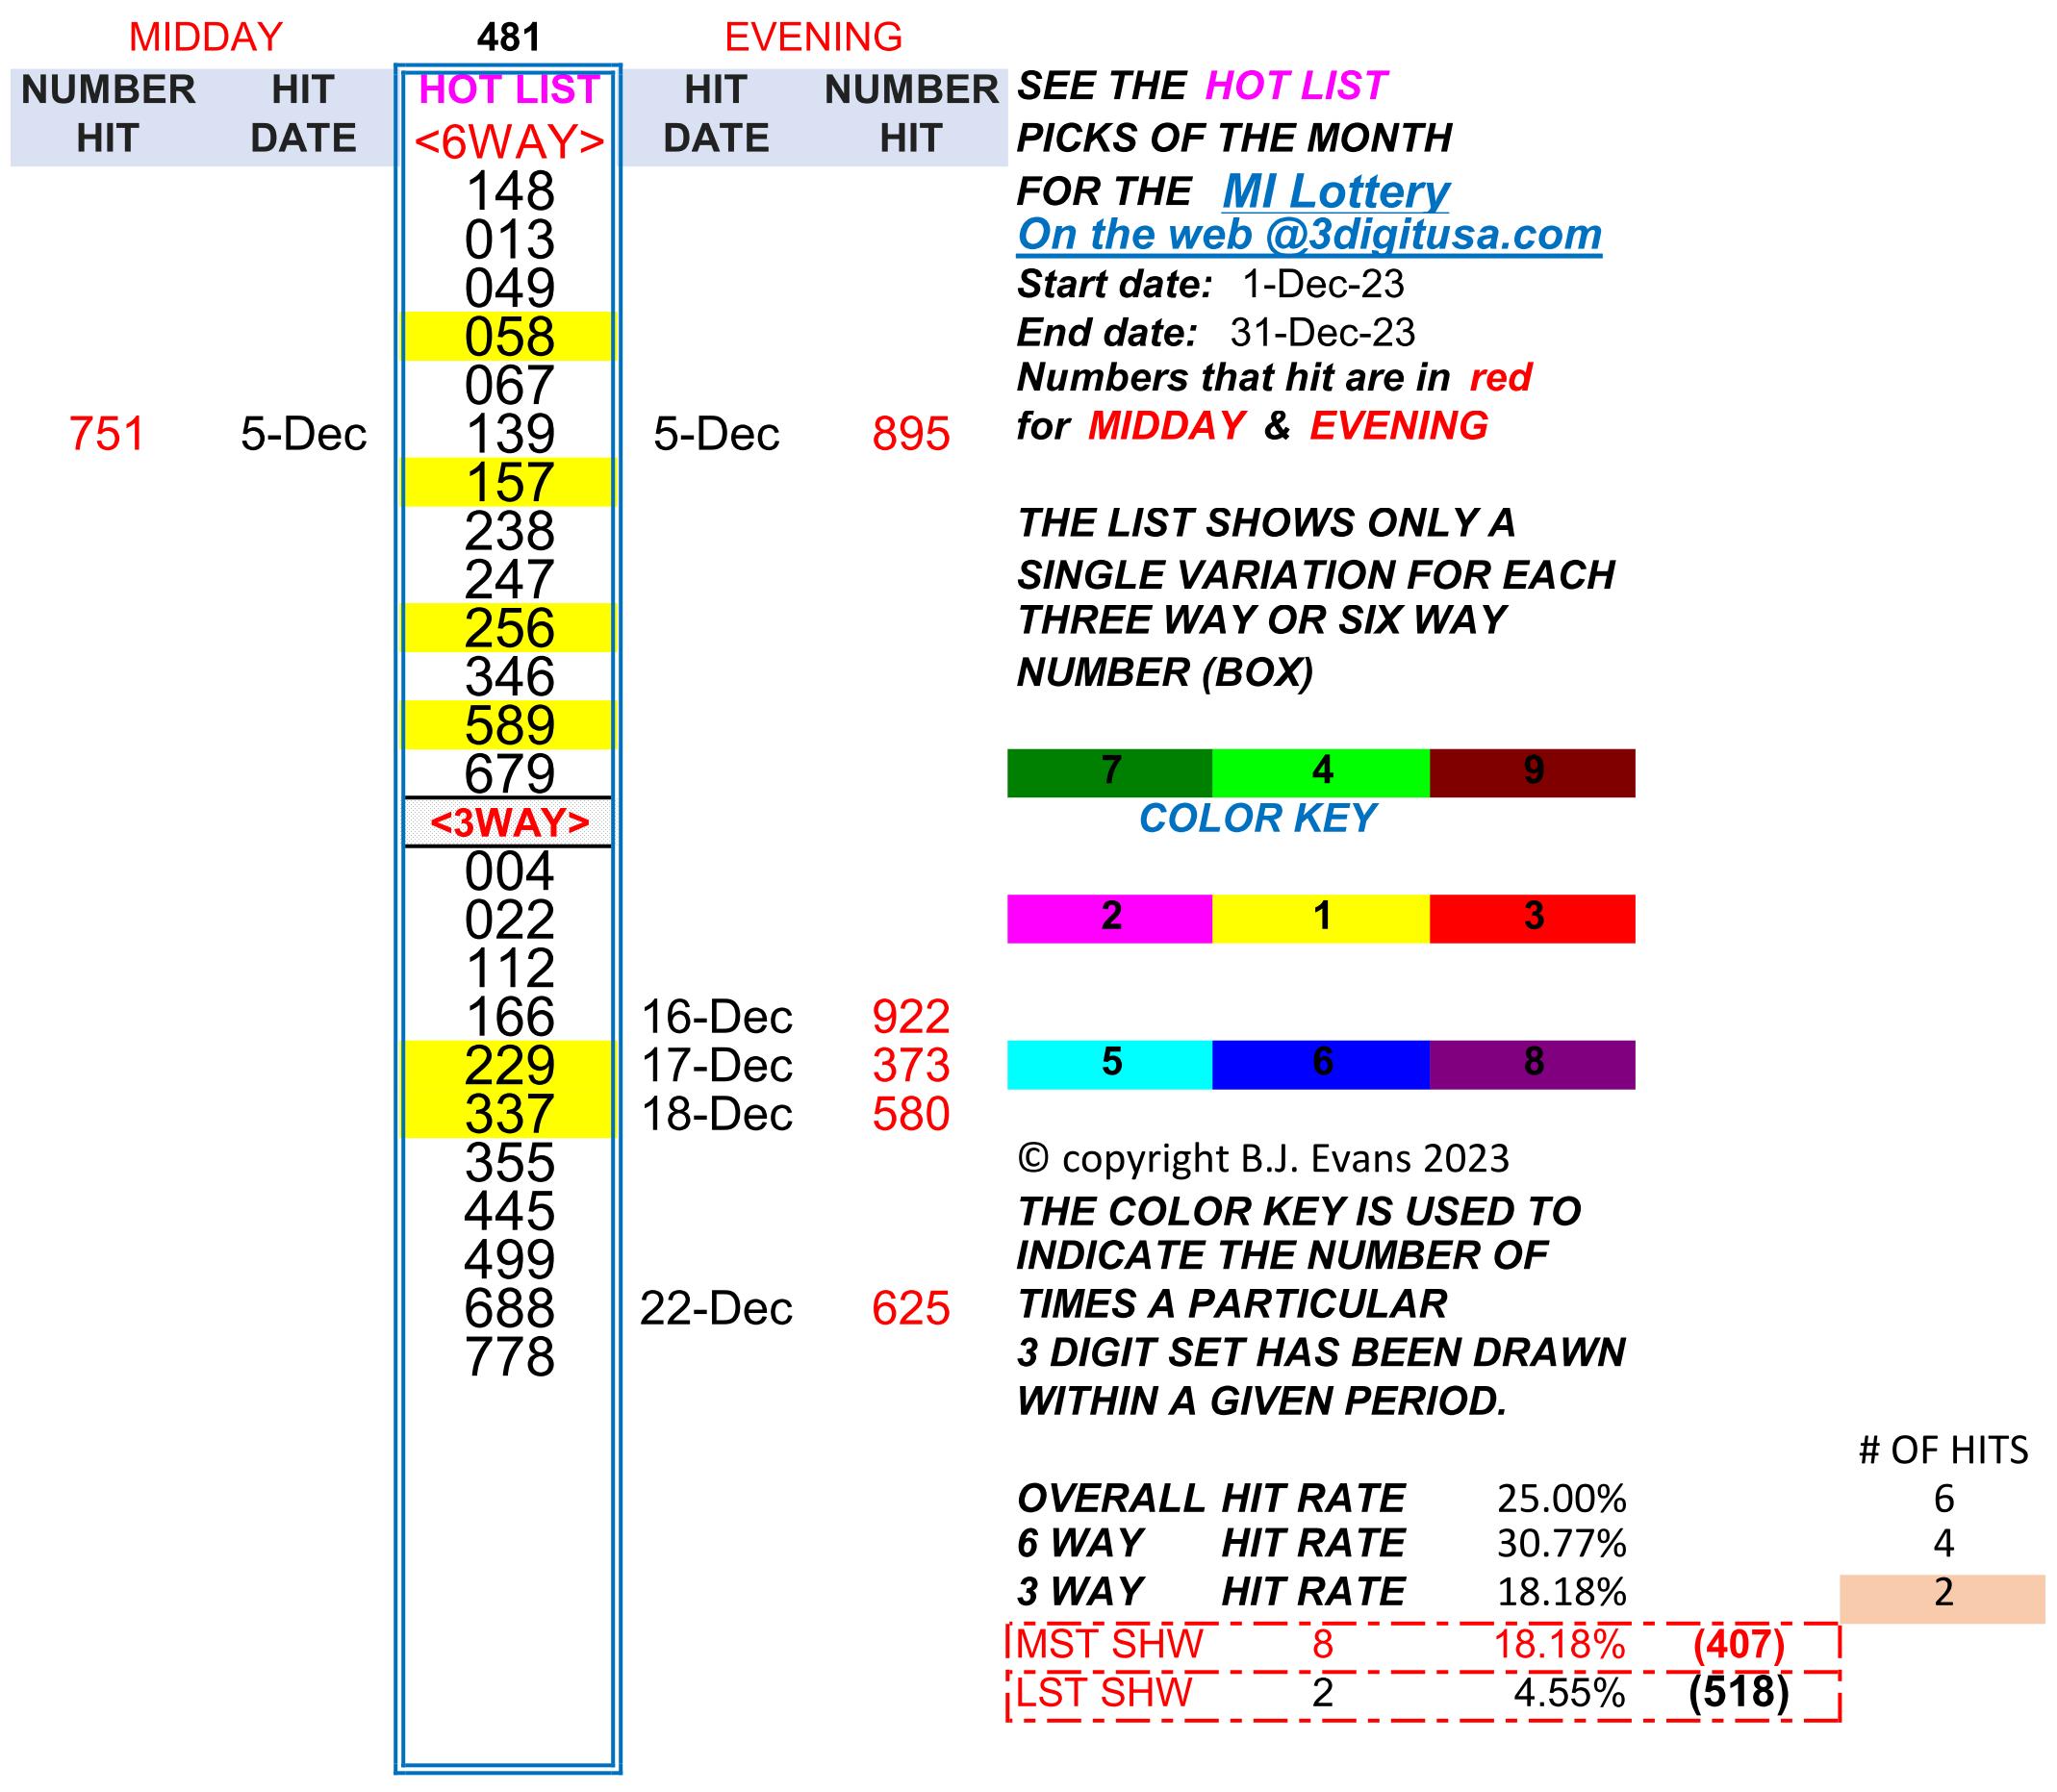 MIDDAY 481 EVENING
NUMBER HIT HOT LIST HIT NUMBER SEE THE HOT LIST
HIT DATE <6WAY> DATE HIT PICKS OF THE MONTH
148 FOR THE MI Lottery
013 On the web @3digitusa.com
049 Start date: 1-Dec-23
058 End date: 31-Dec-23
067 Numbers that hit are in red
751 5-Dec 139 5-Dec 895 for MIDDAY & EVENING
157
238 THE LIST SHOWS ONLY A
247 SINGLE VARIATION FOR EACH
256 THREE WAY OR SIX WAY
346 NUMBER (BOX)
589
679 7 4 9
<3WAY> COLOR KEY
004
022 2 1 3
112
166 16-Dec 922
229 17-Dec 373 5 6 8
337 18-Dec 580
355 © copyright B.J. Evans 2023
445 THE COLOR KEY IS USED TO
499 INDICATE THE NUMBER OF
688 22-Dec 625 TIMES A PARTICULAR
778 3 DIGIT SET HAS BEEN DRAWN
WITHIN A GIVEN PERIOD.
# OF HITS
OVERALL HIT RATE 25.00% 6
6 WAY HIT RATE 30.77% 4
3 WAY HIT RATE 18.18% 2
MST SHW 8 18.18% (407)
LST SHW 2 4.55% (518)